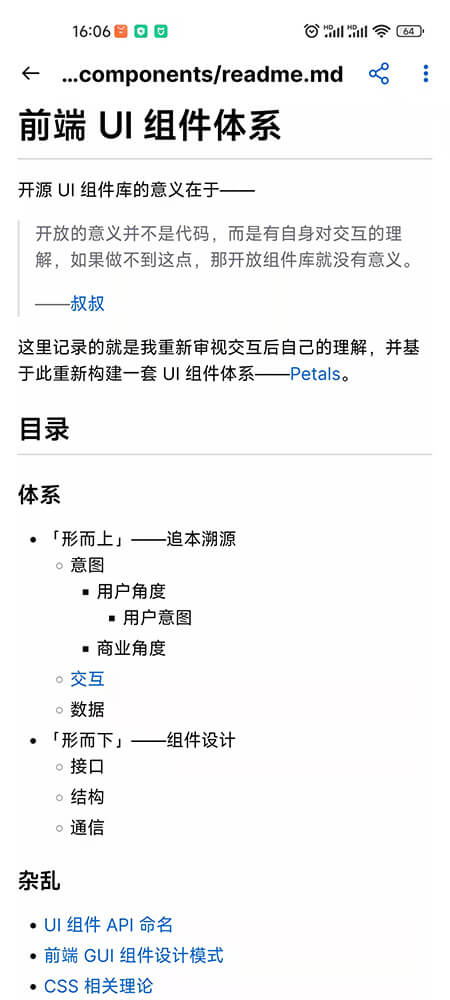 16:06
HD HD 64
...components/readme.md
前端 UI 组件体系
开源 UI 组件库的意义在于——
开放的意义并不是代码，而是有自身对交互的理
解，如果做不到这点，那开放组件库就没有意义。
——叔叔
这里记录的就是我重新审视交互后自己的理解，并基
于此重新构建一套 UI 组件体系——Petals。
目录
体系
「形而上」——追本溯源
意图
用户角度
用户意图
商业角度
交互
数据
「形而下」——组件设计
接口
结构
通信
杂乱
UI 组件 API 命名
前端 GUI 组件设计模式
CSS 相关理论